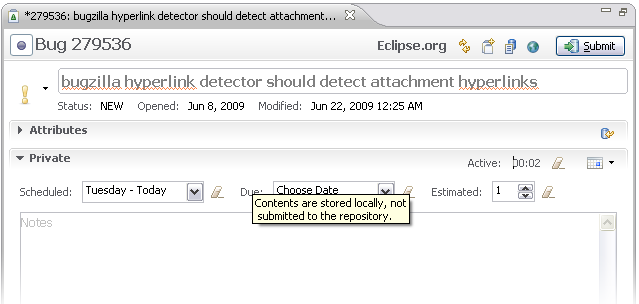 *279536: bugzilla hyperlink detector should detect attachment...
Bug 279536
Eclipse.org
Submit
bugzilla hyperlink detector should detect attachment hyperlinks
Status: NEW Opened: Jun 8, 2009 Modified: Jun 22, 2009 12:25 AM
Attributes
Private
Active: 00:02
Scheduled: Tuesday - Today Due: Choose Date Estimated: 1
Contents are stored locally, not
submitted to the repository.
Notes